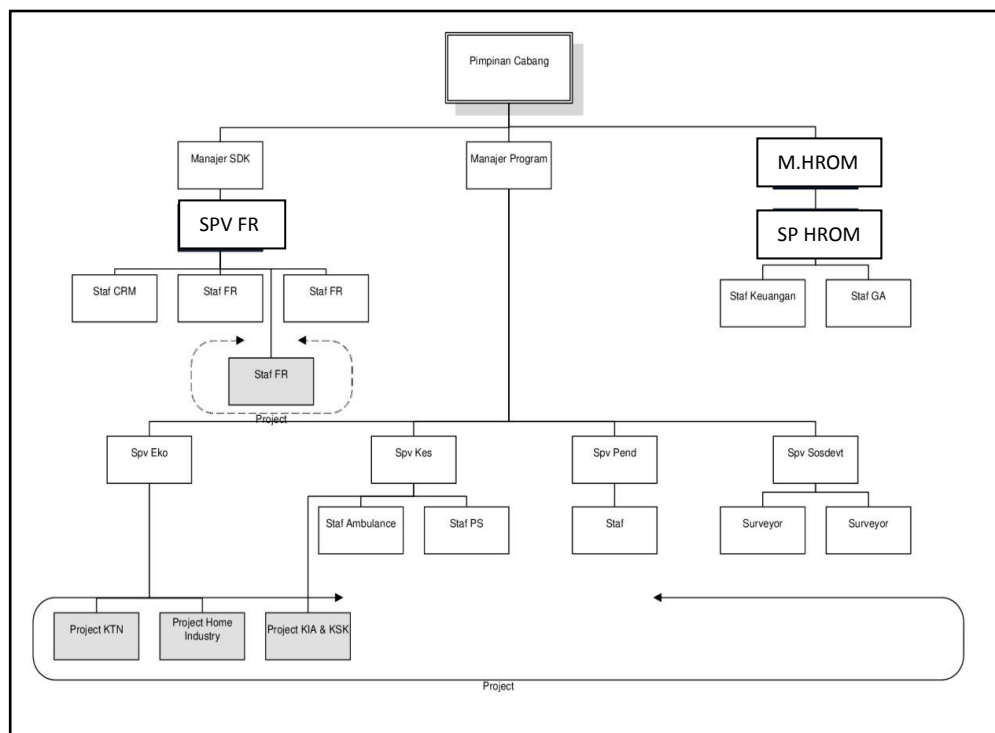 Pimpinan Cabang
Manajer SDK
Manajer Program
M.HROM
SPV FR
SP HROM
Staf CRM
Staf FR
Staf FR
Staf Keuangan
Staf GA
Staf FR
Project
Spv Eko
Spv Kes
Spv Pend
Spv Sosdevt
Staf Ambulance
Staf PS
Staf
Surveyor
Surveyor
Project KTN
Project Home
Industry
Project KIA & KSK
Project